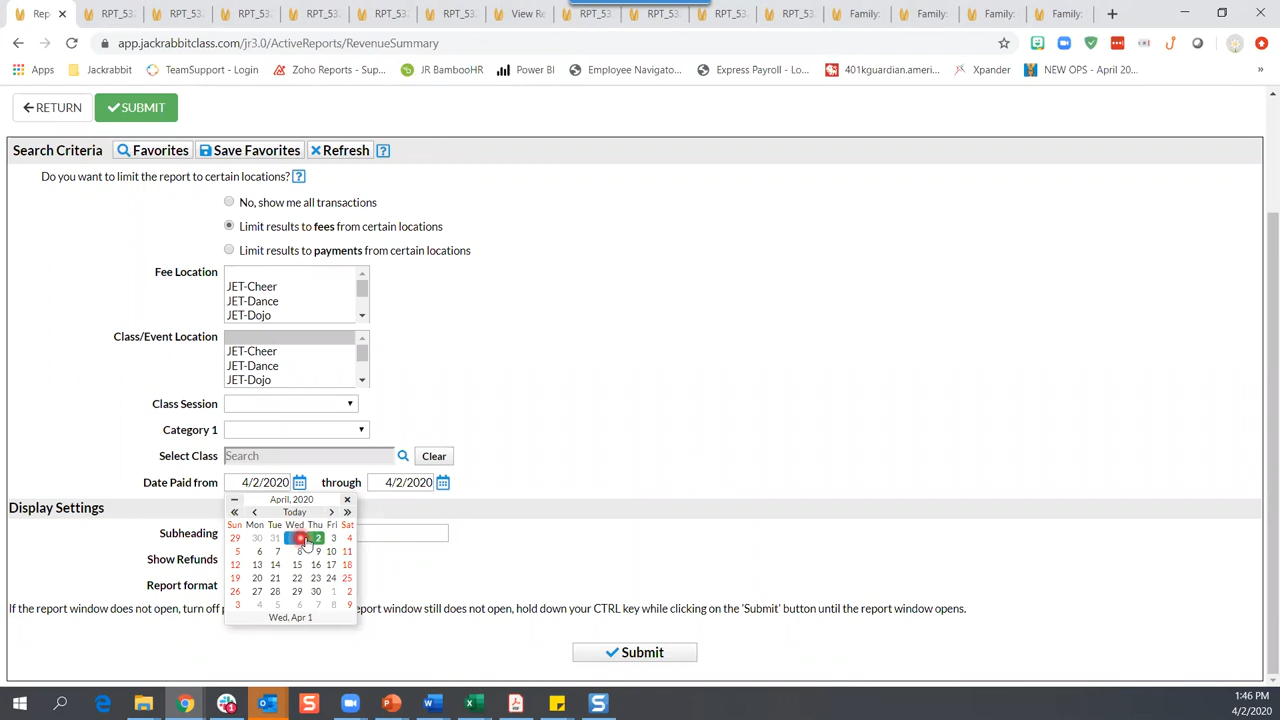 Rep
RPT_53
RPT_53
RPT_53
RPT_53
RPT_53
RPT_53
View Re
RPT_53
RPT_53
RPT_53
RPT_53
Family:
Family:
Family:
Family:
app.jackrabbitclass.com/jr3.0/ActiveReports/RevenueSummary
Apps
Jackrabbit
TeamSupport - Login
Zoho Reports - Sup...
JR BambooHR
Power BI
Employee Navigato...
Express Payroll - Lo...
401kguardian.ameri...
Xpander
NEW OPS - April 20...
»
RETURN
SUBMIT
Search Criteria
Favorites
Save Favorites
Refresh
?
Do you want to limit the report to certain locations? ?
No, show me all transactions
Limit results to fees from certain locations
Limit results to payments from certain locations
Fee Location
JET-Cheer
JET-Dance
JET-Dojo
Class/Event Location
JET-Cheer
JET-Dance
JET-Dojo
Class Session
Category 1
Select Class
Search
Clear
Date Paid from
4/2/2020
through
4/2/2020
April, 2020
« ‹ Today › »
Sun Mon Tue Wed Thu Fri Sat
29 30 31 2 3 4
5 6 7 8 9 10 11
12 13 14 15 16 17 18
19 20 21 22 23 24 25
26 27 28 29 30 1 2
3 4 5 6 7 8 9
Wed, Apr 1
Display Settings
Subheading
Show Refunds
Report format
If the report window does not open, turn off
report window still does not open, hold down your CTRL key while clicking on the 'Submit' button until the report window opens.
Submit
1:46 PM
4/2/2020